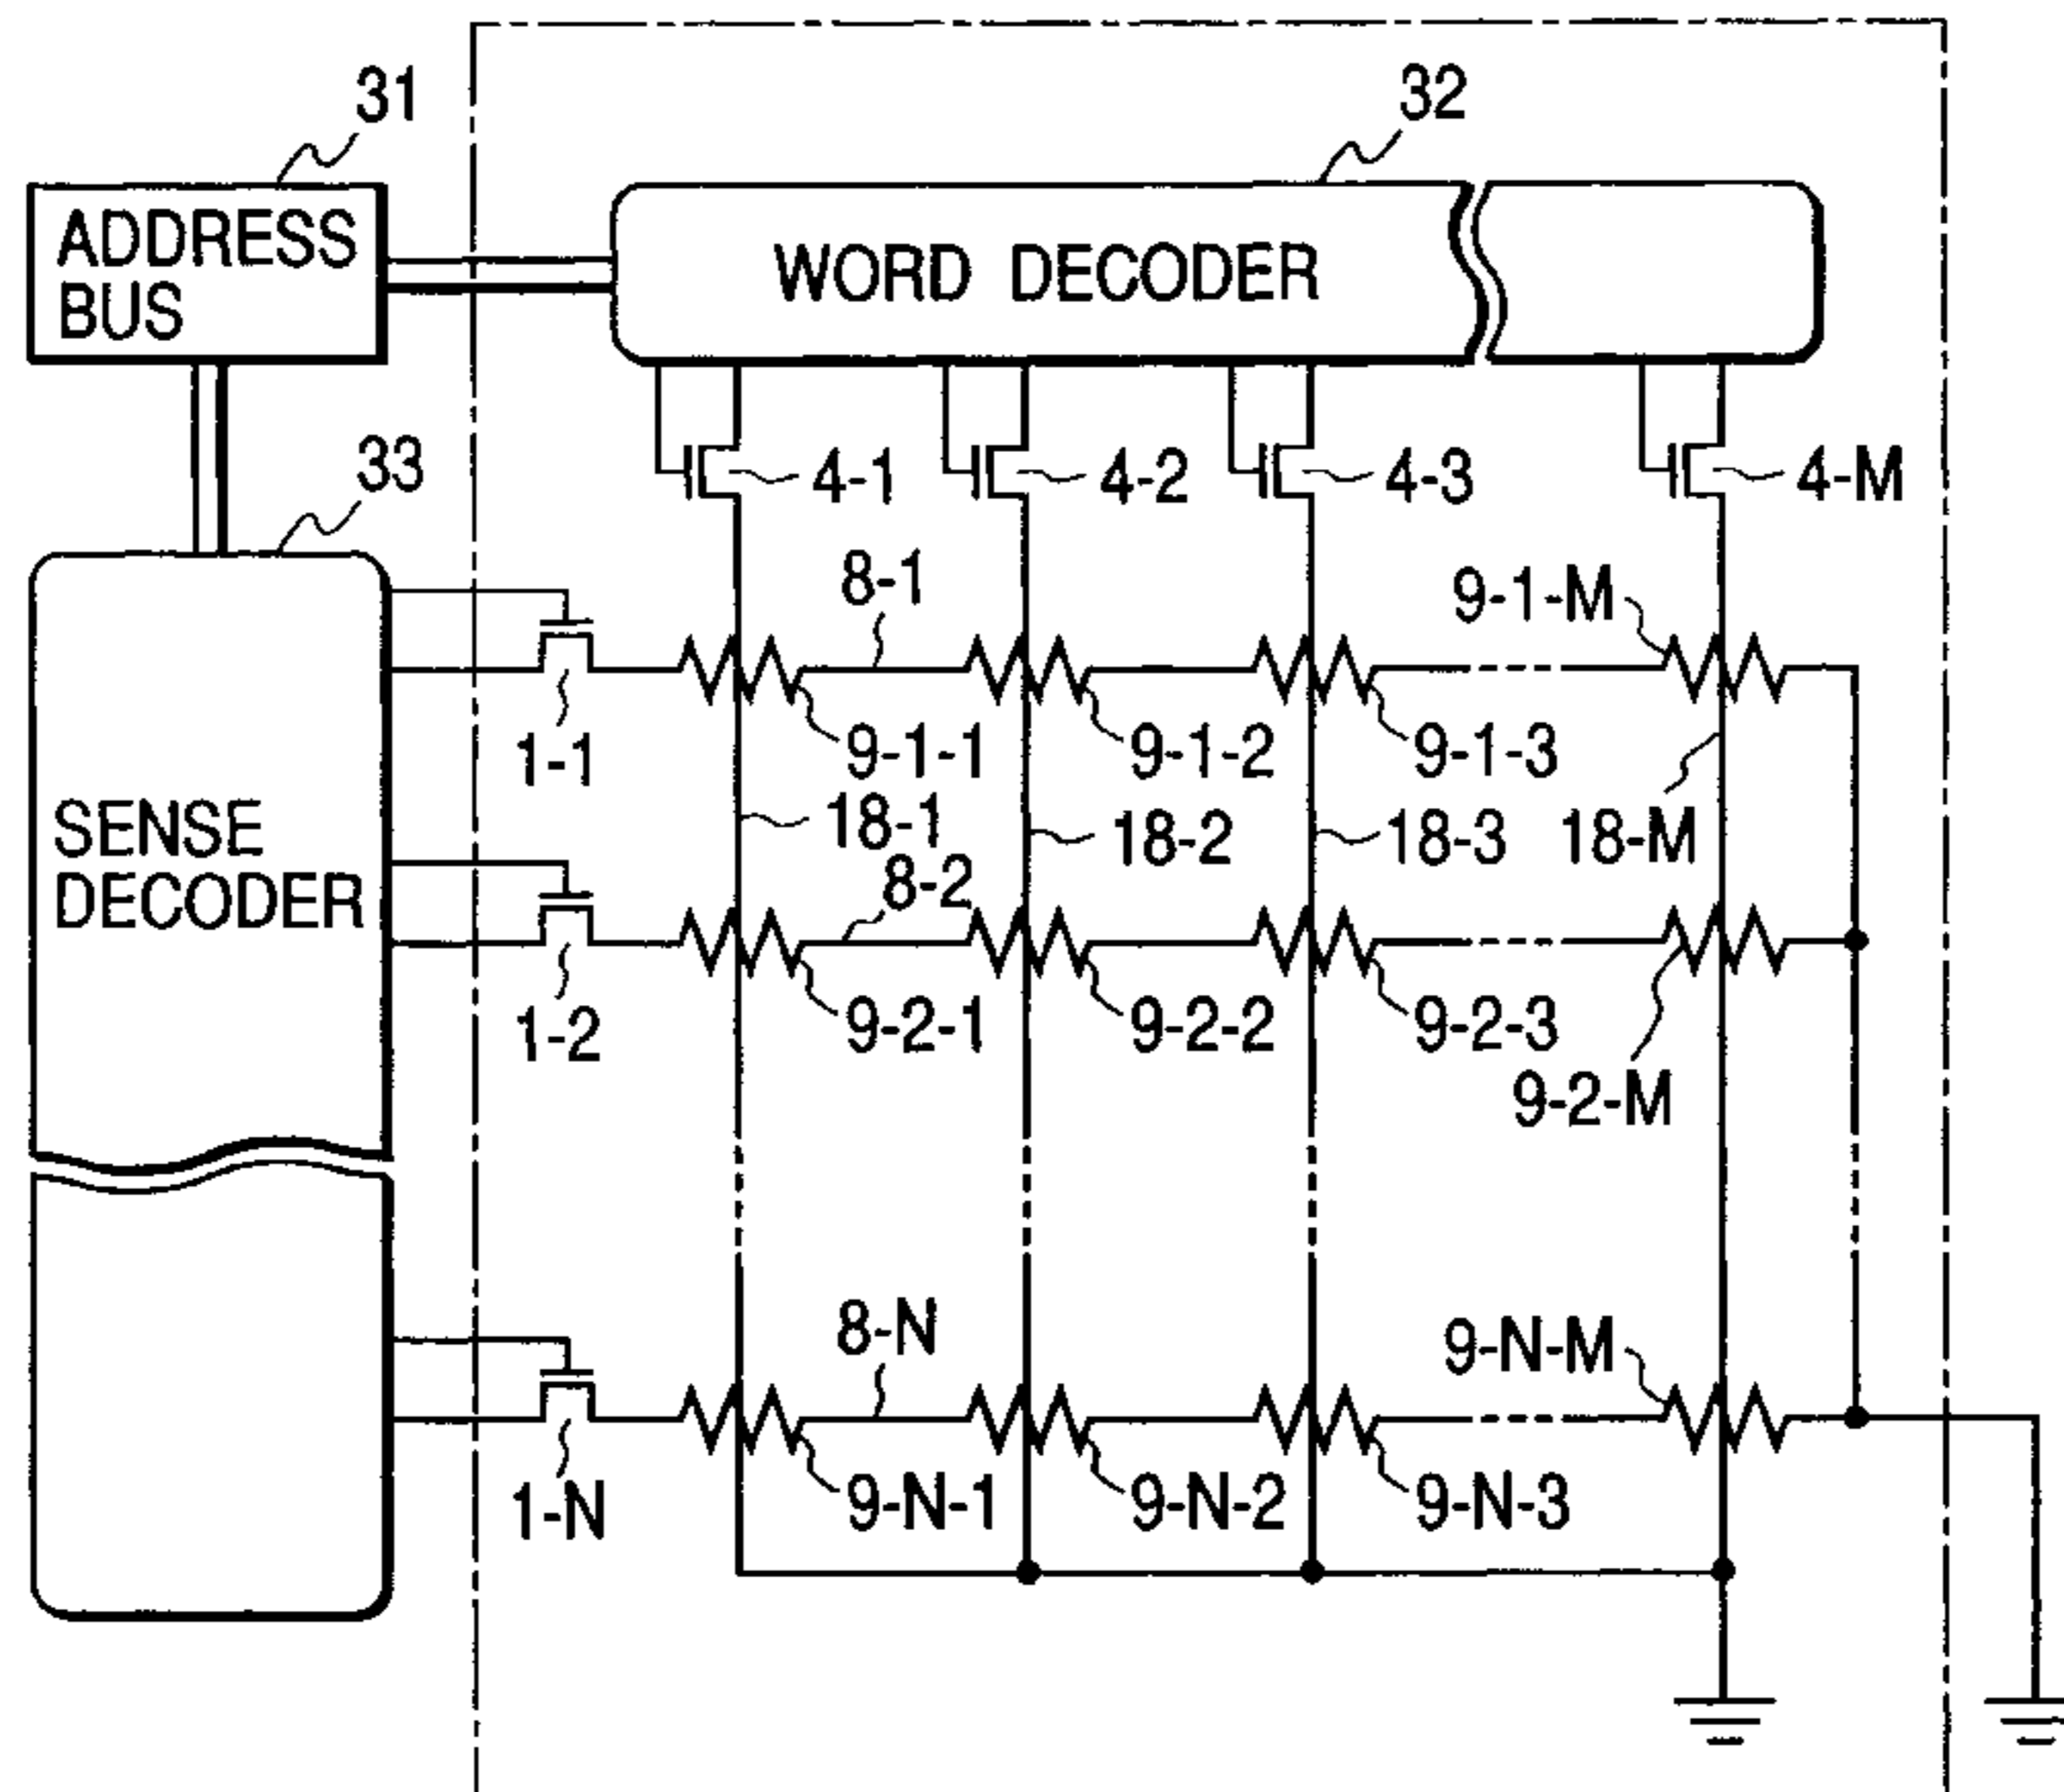 31
32
ADDRESS
BUS
WORD DECODER
33
4-1
4-2
4-3
4-M
8-1
9-1-M
1-1
9-1-1
9-1-2
9-1-3
SENSE
DECODER
18-1
18-2
18-3
18-M
8-2
1-2
9-2-1
9-2-2
9-2-3
9-2-M
8-N
9-N-M
1-N
9-N-1
9-N-2
9-N-3